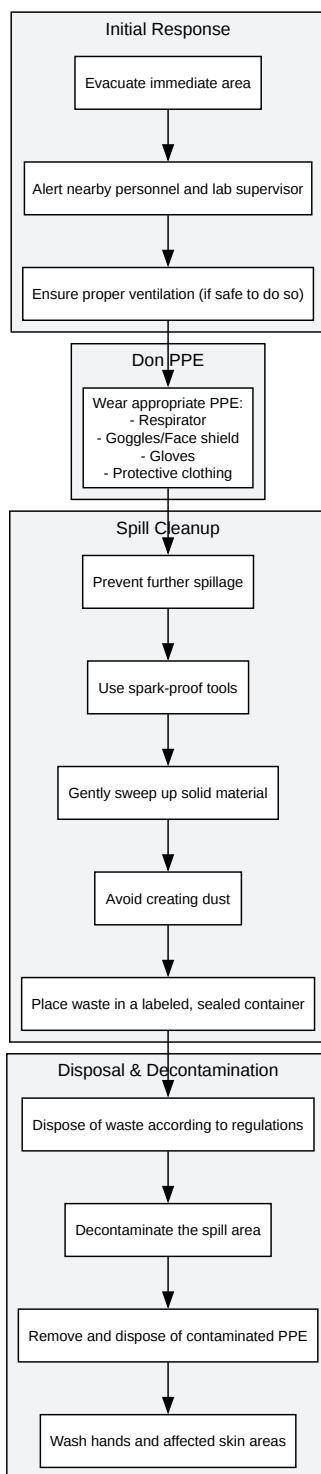 Initial Response
Evacuate immediate area
Alert nearby personnel and lab supervisor
Ensure proper ventilation (if safe to do so)
Don PPE
Wear appropriate PPE:
- Respirator
- Goggles/Face shield
- Gloves
- Protective clothing
Spill Cleanup
Prevent further spillage
Use spark-proof tools
Gently sweep up solid material
Avoid creating dust
Place waste in a labeled, sealed container
Disposal & Decontamination
Dispose of waste according to regulations
Decontaminate the spill area
Remove and dispose of contaminated PPE
Wash hands and affected skin areas